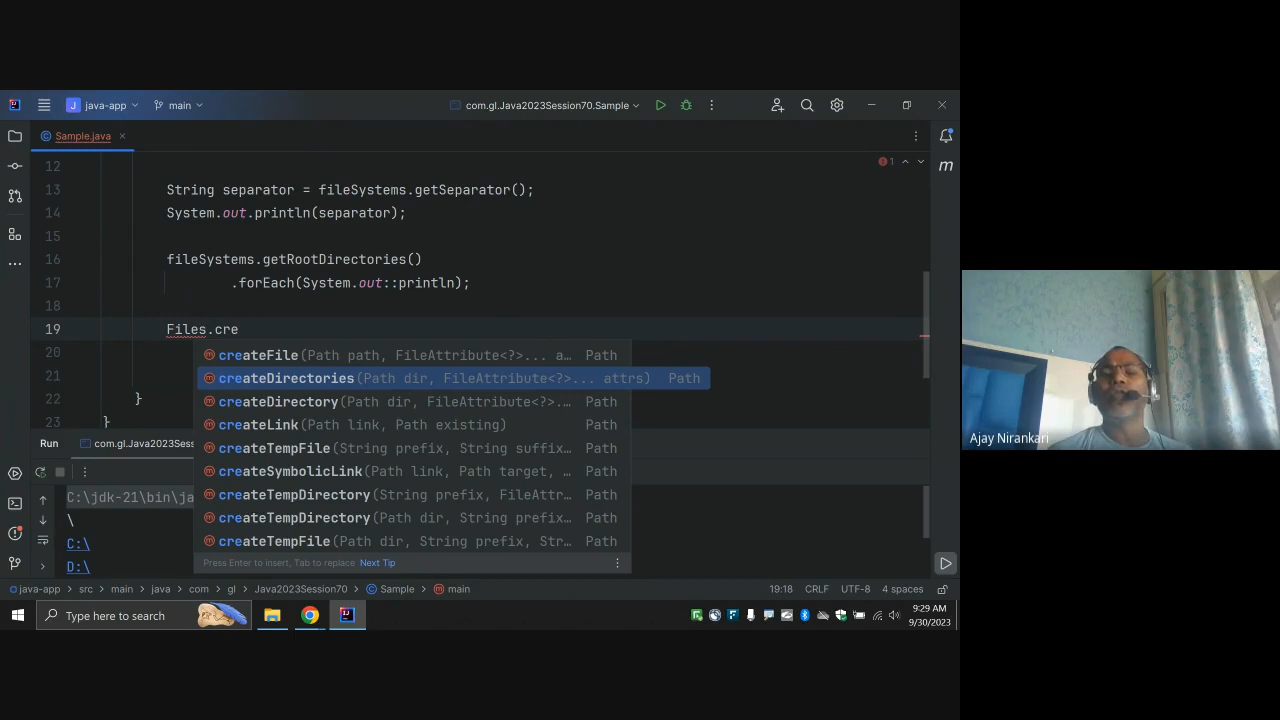 java-app
main
com.gl.Java2023Session70.Sample
Sample.java
1
12
13 String separator = fileSystems.getSeparator();
14 System.out.println(separator);
15
16 fileSystems.getRootDirectories()
17 .forEach(System.out::println);
18
19 Files.cre
20
21
22 }
23 }
createFile(Path path, FileAttribute<?>... a… Path
createDirectories(Path dir, FileAttribute<?>... attrs) Path
createDirectory(Path dir, FileAttribute<?>.… Path
createLink(Path link, Path existing) Path
createTempFile(String prefix, String suffix… Path
createSymbolicLink(Path link, Path target, … Path
createTempDirectory(String prefix, FileAttr… Path
createTempDirectory(Path dir, String prefix… Path
createTempFile(Path dir, String prefix, Str… Path
Press Enter to insert, Tab to replace Next Tip
Run com.gl.Java2023Sess
C:\jdk-21\bin\ja
\
C:\
D:\
java-app > src > main > java > com > gl > Java2023Session70 > Sample > main
19:18 CRLF UTF-8 4 spaces
Type here to search
9:29 AM
9/30/2023
Ajay Nirankari